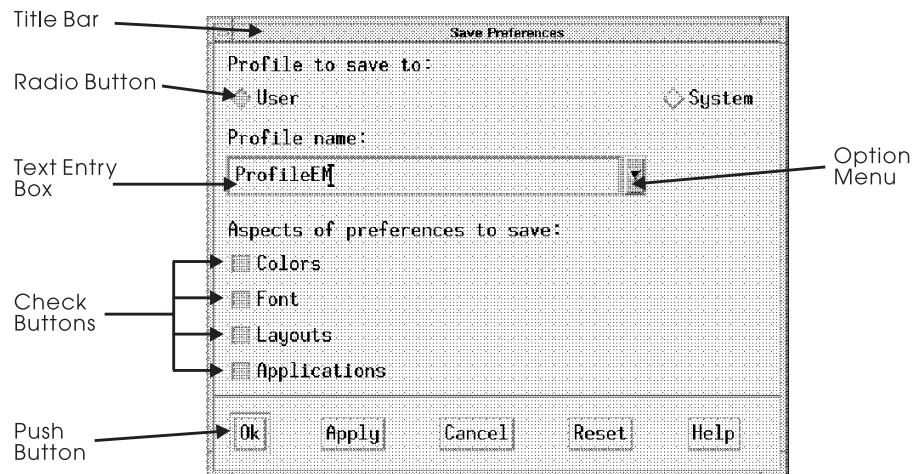 Title Bar
Save Preferences
Profile to save to:
Radio Button
User
System
Profile name:
Text Entry
Box
ProfileEM
Option
Menu
Aspects of preferences to save:
Colors
Check
Buttons
Font
Layouts
Applications
Push
Button
Ok Apply Cancel Reset Help